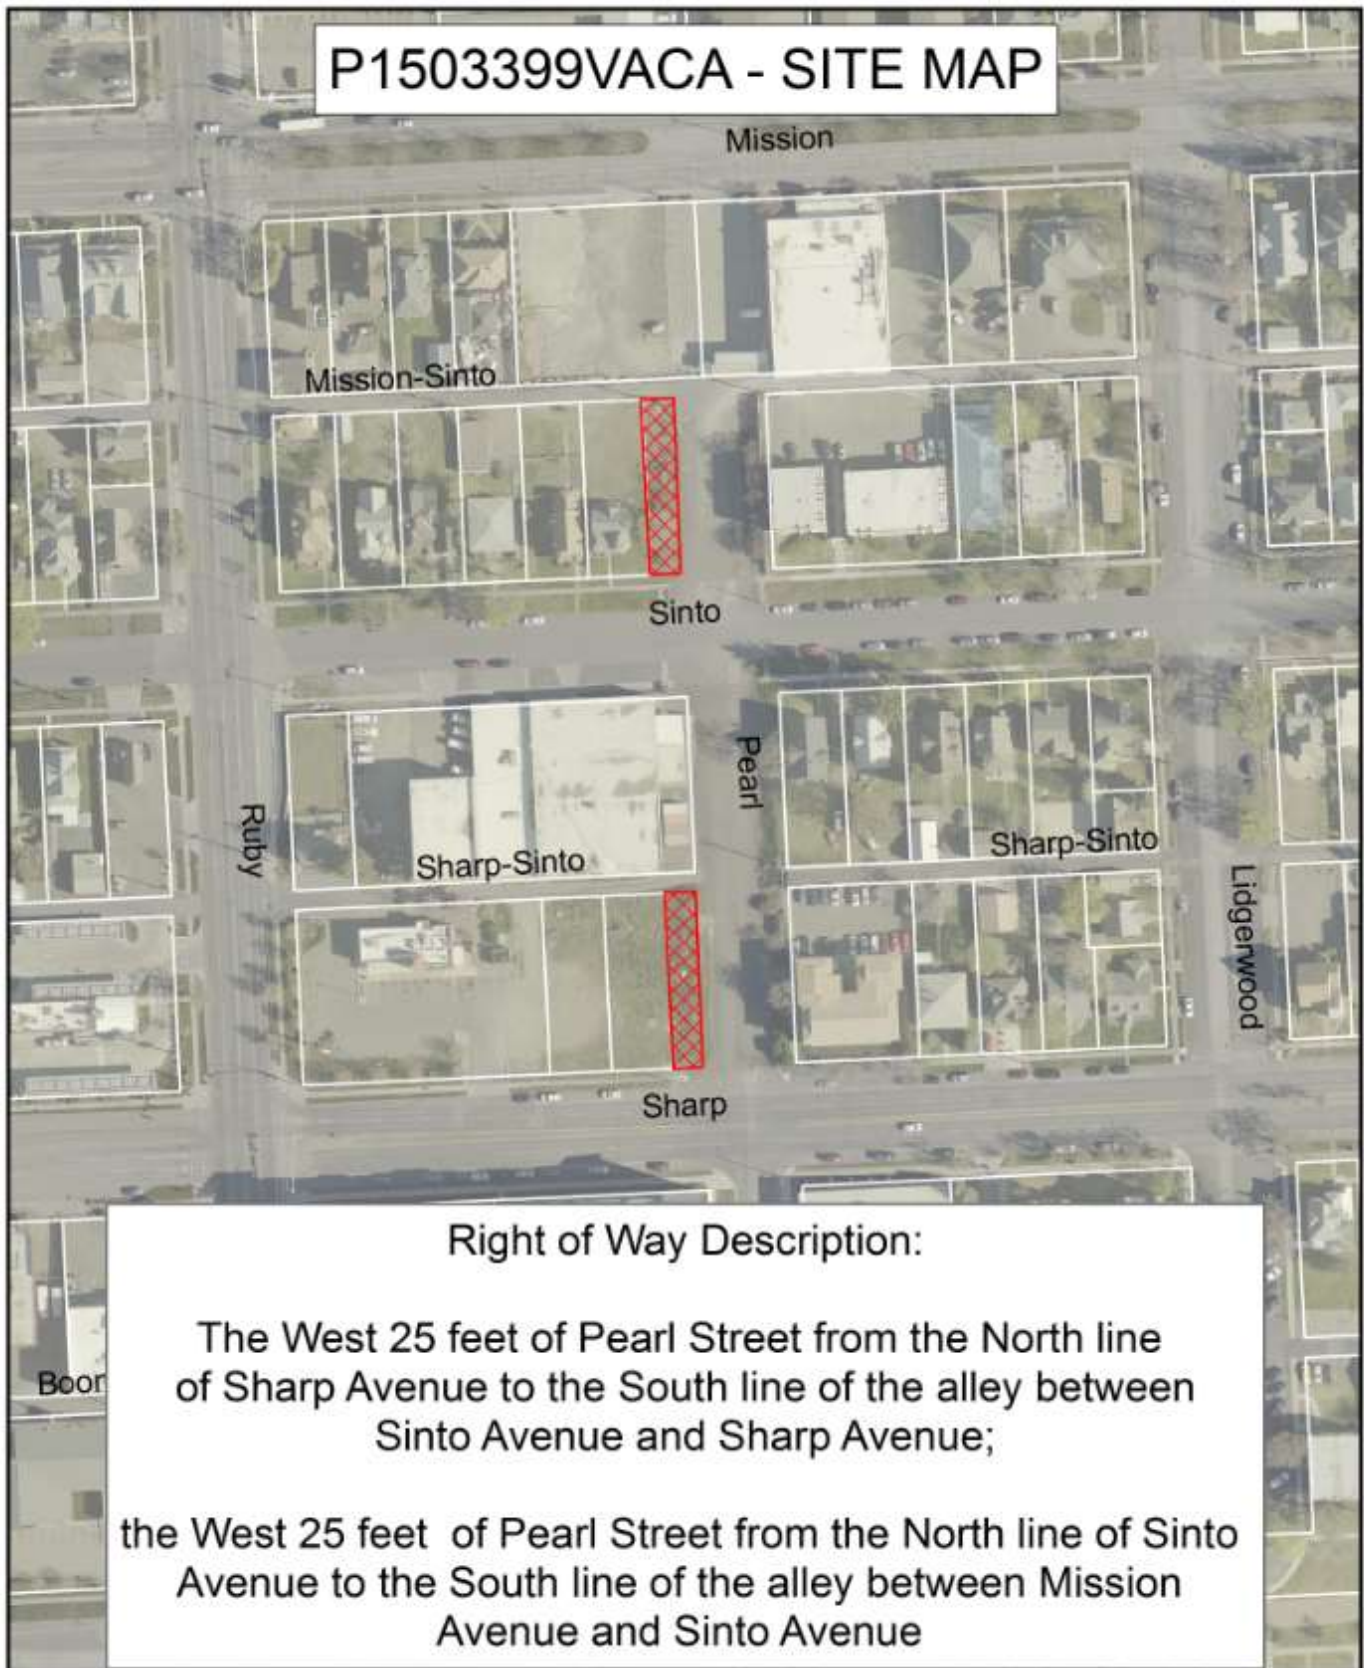 P1503399VACA - SITE MAP
Mission
Mission-Sinto
Sinto
Pearl
Ruby
Sharp-Sinto
Sharp-Sinto
Lidgerwood
Sharp
Boon
Right of Way Description:
The West 25 feet of Pearl Street from the North line
of Sharp Avenue to the South line of the alley between
Sinto Avenue and Sharp Avenue;
the West 25 feet of Pearl Street from the North line of Sinto
Avenue to the South line of the alley between Mission
Avenue and Sinto Avenue